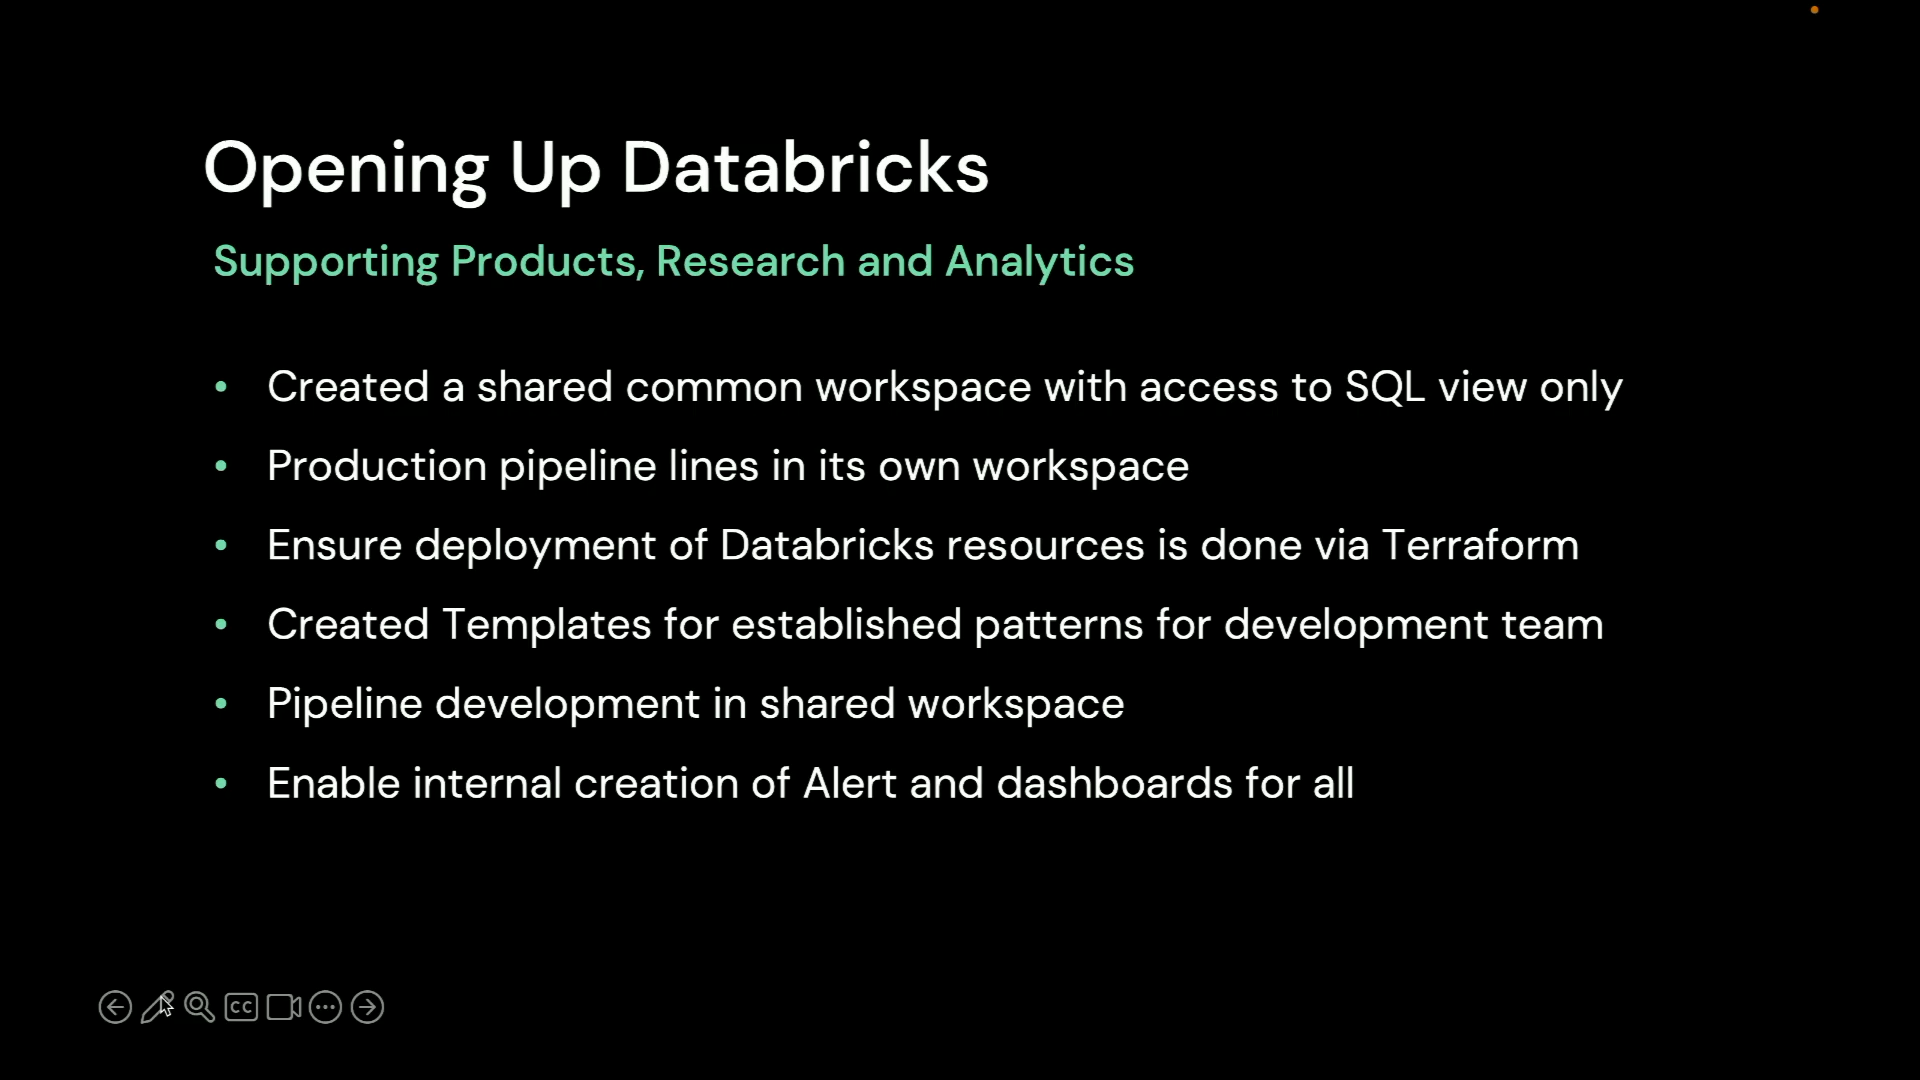 Opening Up Databricks
Supporting Products, Research and Analytics
• Created a shared common workspace with access to SQL view only
• Production pipeline lines in its own workspace
• Ensure deployment of Databricks resources is done via Terraform
• Created Templates for established patterns for development team
• Pipeline development in shared workspace
• Enable internal creation of Alert and dashboards for all
CC